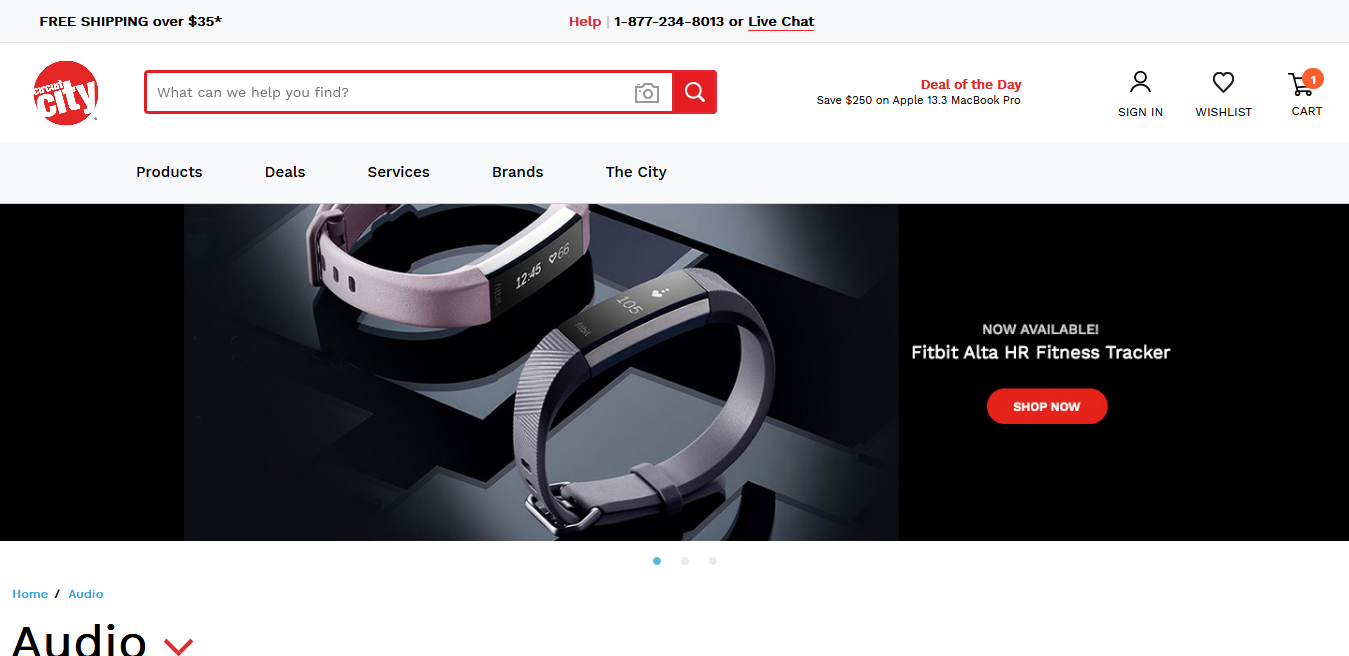 FREE SHIPPING over $35*
Help | 1-877-234-8013 or Live Chat
circuit
city
What can we help you find?
Deal of the Day
Save $250 on Apple 13.3 MacBook Pro
SIGN IN
WISHLIST
1
CART
Products
Deals
Services
Brands
The City
fitbit
12:45
66
fitbit
105
NOW AVAILABLE!
Fitbit Alta HR Fitness Tracker
SHOP NOW
Home / Audio
Audio